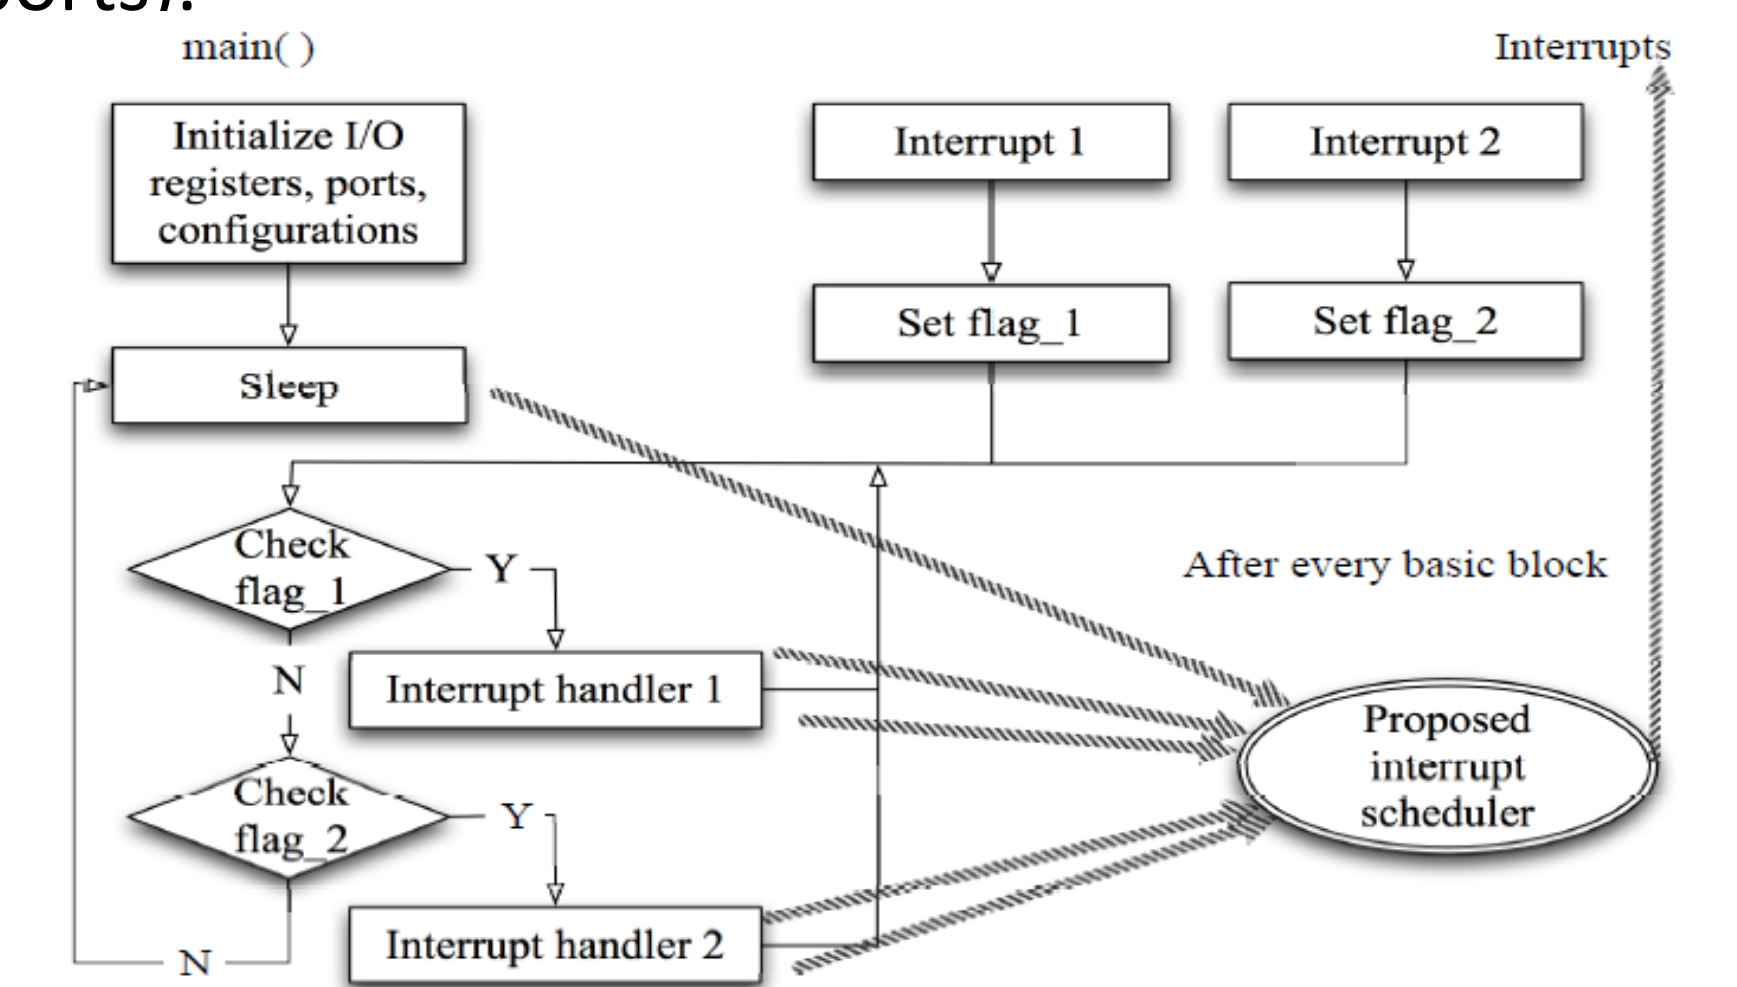 ports).
main( )
Interrupts
Initialize I/O
registers, ports,
configurations
Interrupt 1
Interrupt 2
Set flag_1
Set flag_2
Sleep
Check
flag_1
Y
After every basic block
N
Interrupt handler 1
Proposed
interrupt
scheduler
Check
flag_2
Y
Interrupt handler 2
N